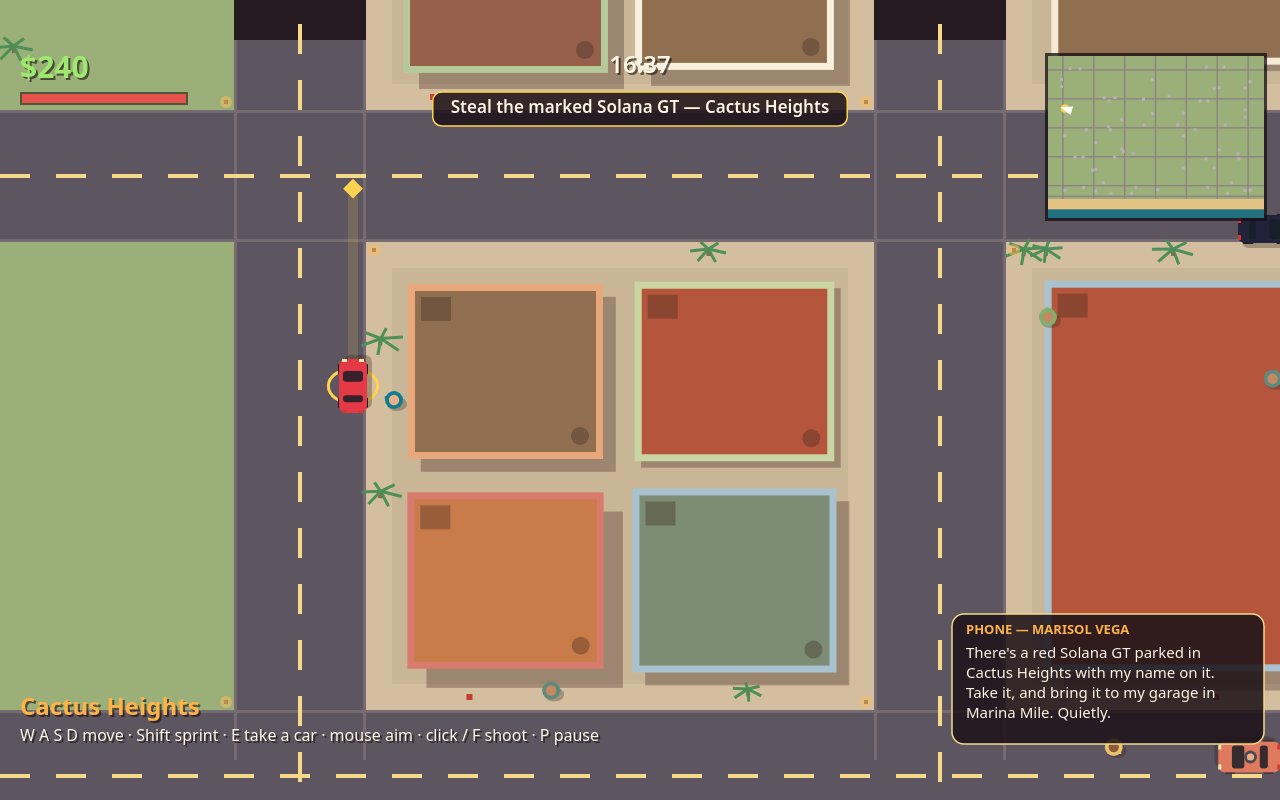 $240
16:37
Steal the marked Solana GT — Cactus Heights
PHONE — MARISOL VEGA
There's a red Solana GT parked in
Cactus Heights with my name on it.
Take it, and bring it to my garage in
Marina Mile. Quietly.
Cactus Heights
W A S D move · Shift sprint · E take a car · mouse aim · click / F shoot · P pause